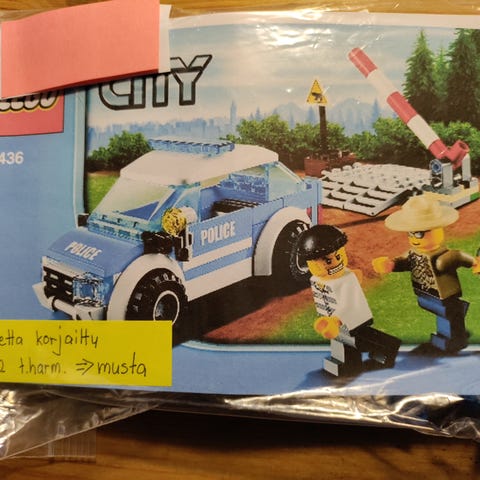 CITY
436
POLICE
POLICE
etta korjailty
2 t.harm. => musta